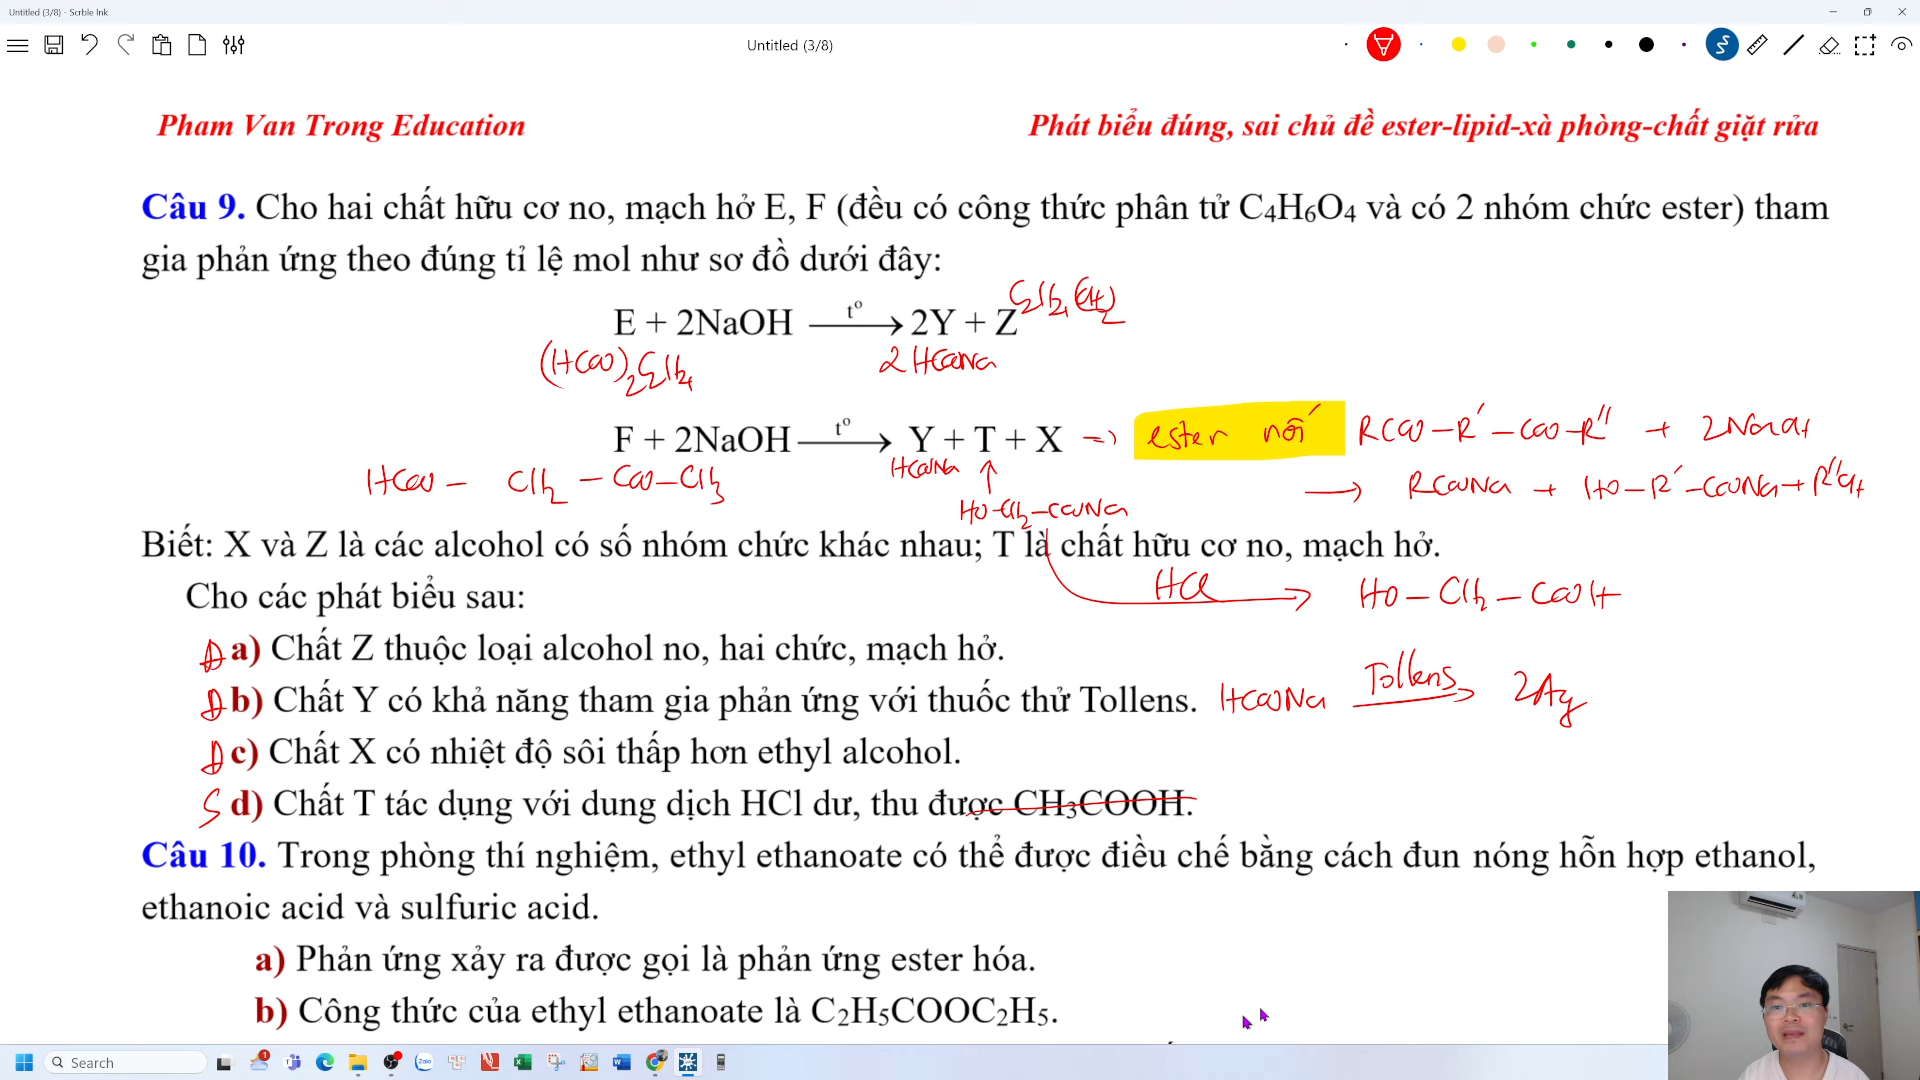 Untitled (3/8) - Scrble Ink
Untitled (3/8)
Pham Van Trong Education
Phát biểu đúng, sai chủ đề ester-lipid-xà phòng-chất giặt rửa
Câu 9. Cho hai chất hữu cơ no, mạch hở E, F (đều có công thức phân tử C₄H₆O₄ và có 2 nhóm chức ester) tham
gia phản ứng theo đúng tỉ lệ mol như sơ đồ dưới đây:
C₂H₄(OH)₂
E + 2NaOH —tº→ 2Y + Z
(HCOO)₂C₂H₄ 2 HCOONa
F + 2NaOH —tº→ Y + T + X => ester nối RCOO-R'-COO-R'' + 2NaOH
HCOO - CH₂ - COO-CH₃ HCOONa ↑ → RCOONa + HO-R'-COONa + R''OH
HO-CH₂-COONa
Biết: X và Z là các alcohol có số nhóm chức khác nhau; T là chất hữu cơ no, mạch hở.
HCl → HO - CH₂ - COOH
Cho các phát biểu sau:
Đ a) Chất Z thuộc loại alcohol no, hai chức, mạch hở.
Đ b) Chất Y có khả năng tham gia phản ứng với thuốc thử Tollens. HCOONa Tollens → 2Ag
Đ c) Chất X có nhiệt độ sôi thấp hơn ethyl alcohol.
S d) Chất T tác dụng với dung dịch HCl dư, thu được CH₃COOH.
Câu 10. Trong phòng thí nghiệm, ethyl ethanoate có thể được điều chế bằng cách đun nóng hỗn hợp ethanol,
ethanoic acid và sulfuric acid.
a) Phản ứng xảy ra được gọi là phản ứng ester hóa.
b) Công thức của ethyl ethanoate là C₂H₅COOC₂H₅.
Search